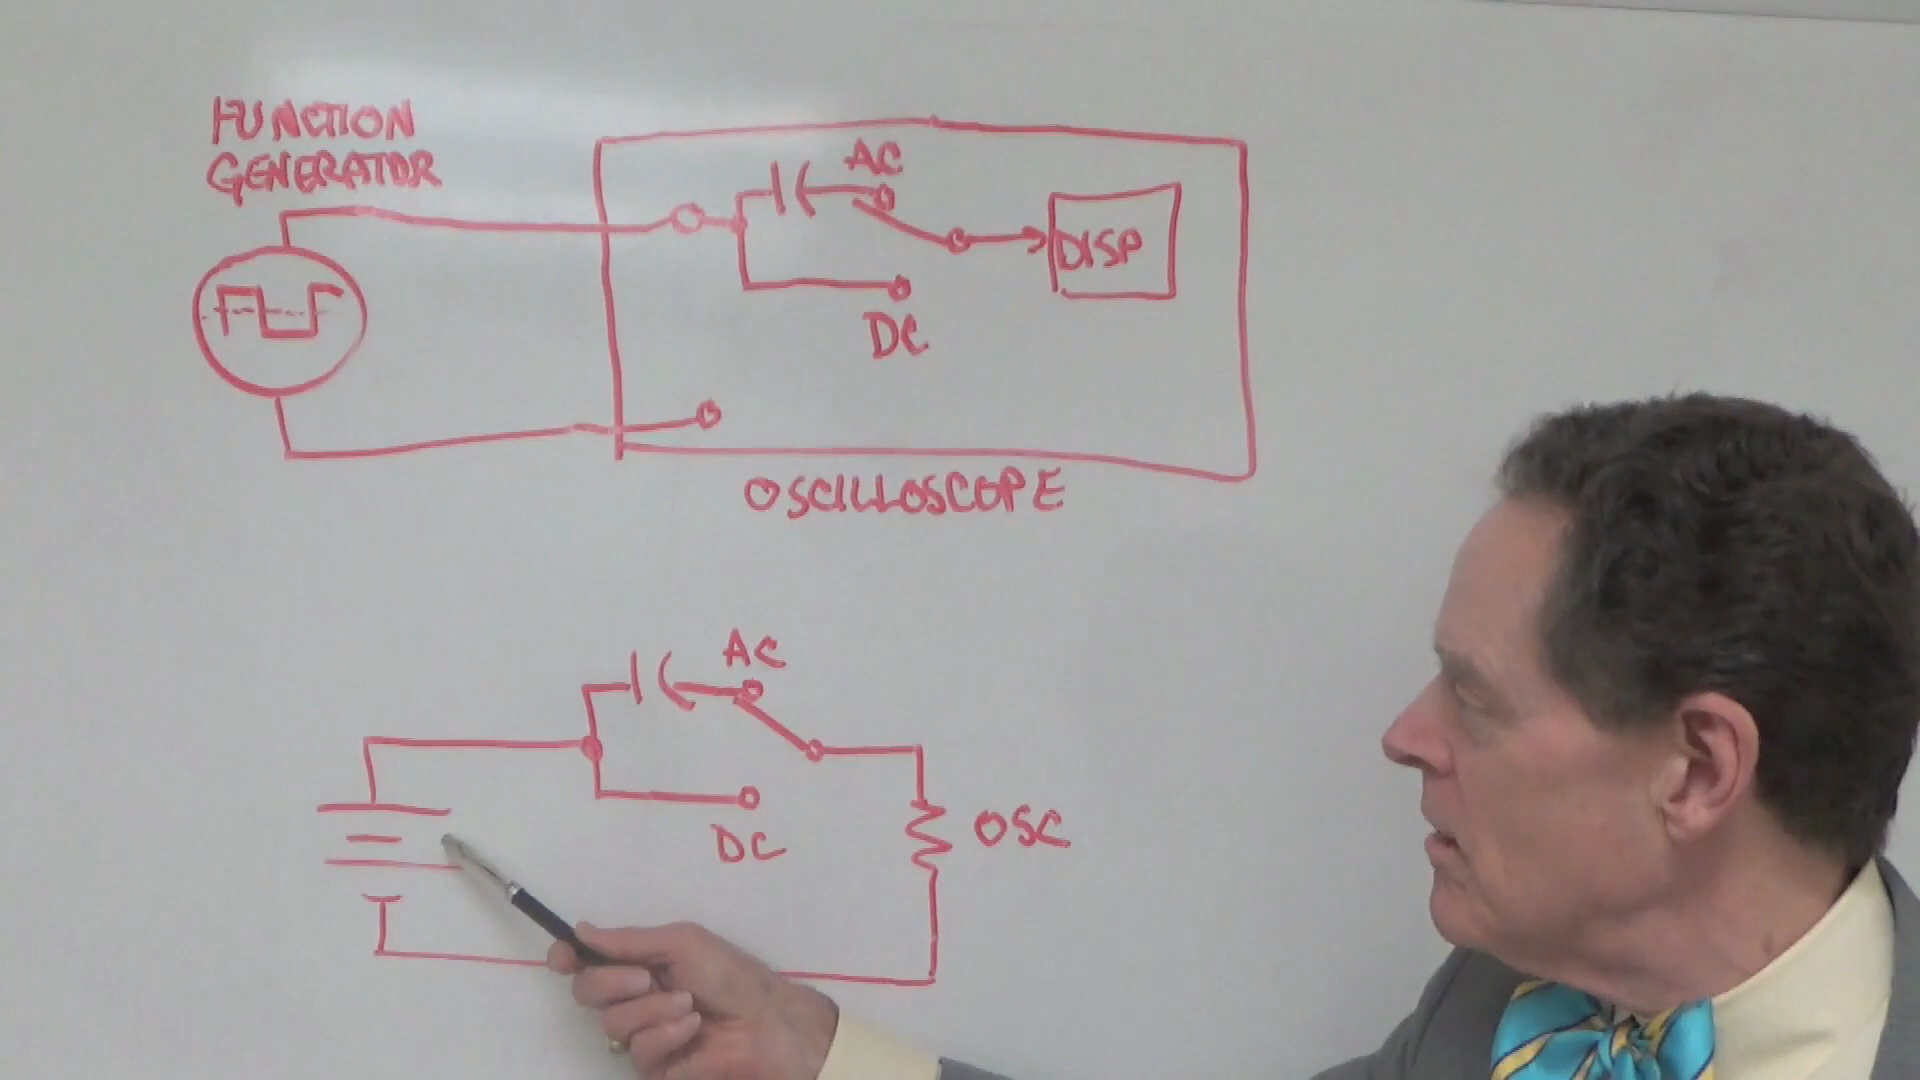 FUNCTION
GENERATOR
AC
DISP
DC
OSCILLOSCOPE
AC
DC
OSC